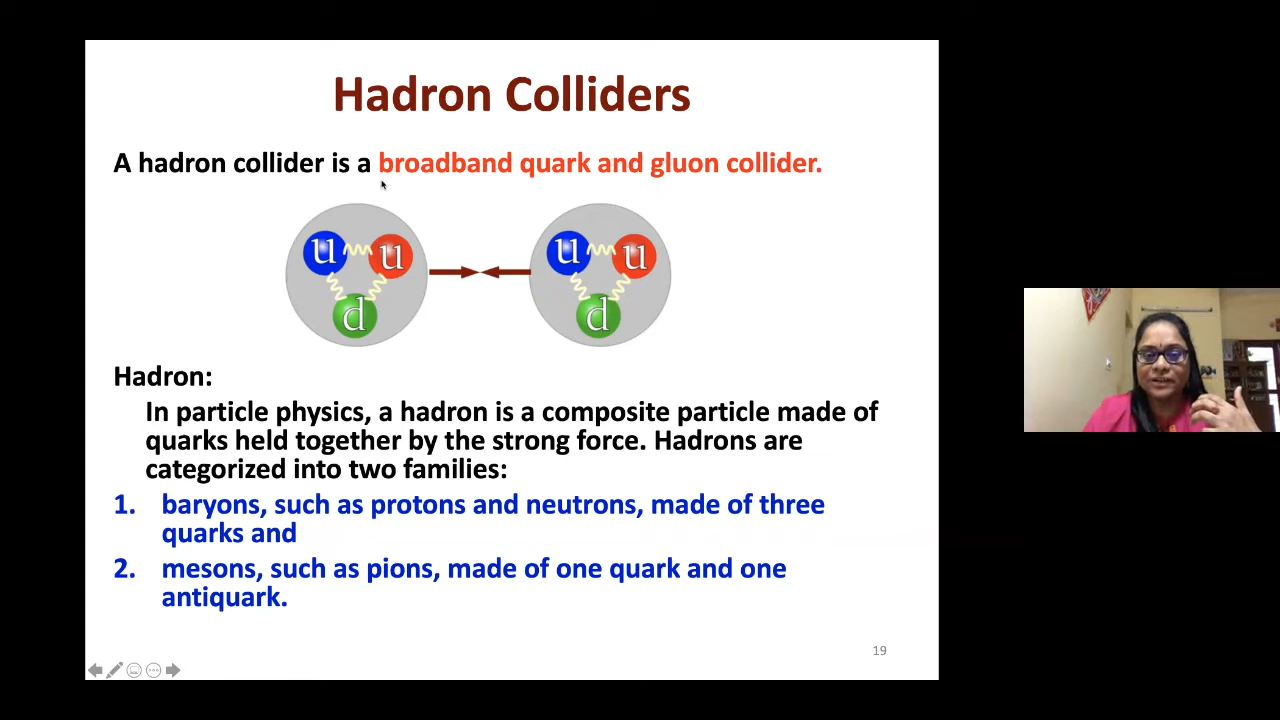 Hadron Colliders
A hadron collider is a broadband quark and gluon collider.
u u u u
d d
Hadron:
In particle physics, a hadron is a composite particle made of
quarks held together by the strong force. Hadrons are
categorized into two families:
1. baryons, such as protons and neutrons, made of three
quarks and
2. mesons, such as pions, made of one quark and one
antiquark.
19